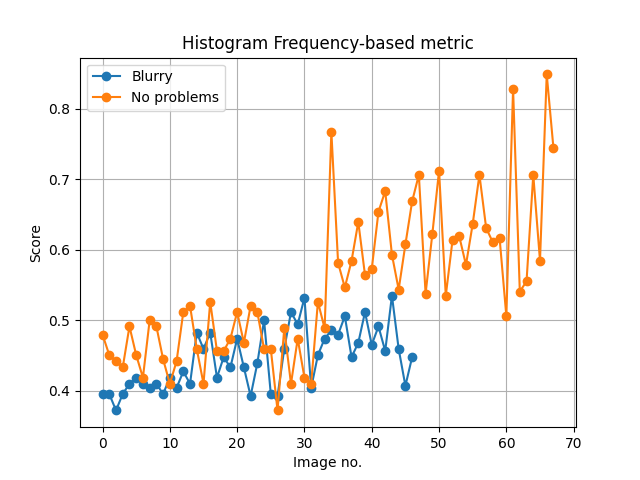 Histogram Frequency-based metric
Blurry
No problems
Score
0.8
0.7
0.6
0.5
0.4
0 10 20 30 40 50 60 70
Image no.